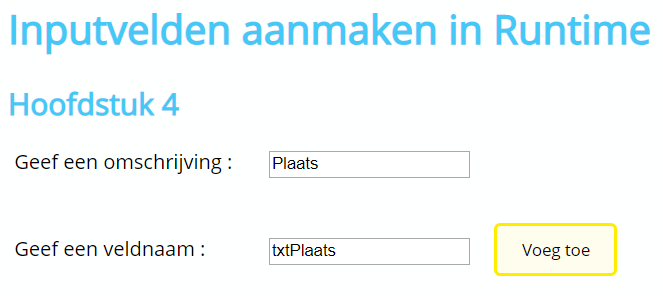 Inputvelden aanmaken in Runtime
Hoofdstuk 4
Geef een omschrijving : Plaats
Geef een veldnaam : txtPlaats Voeg toe